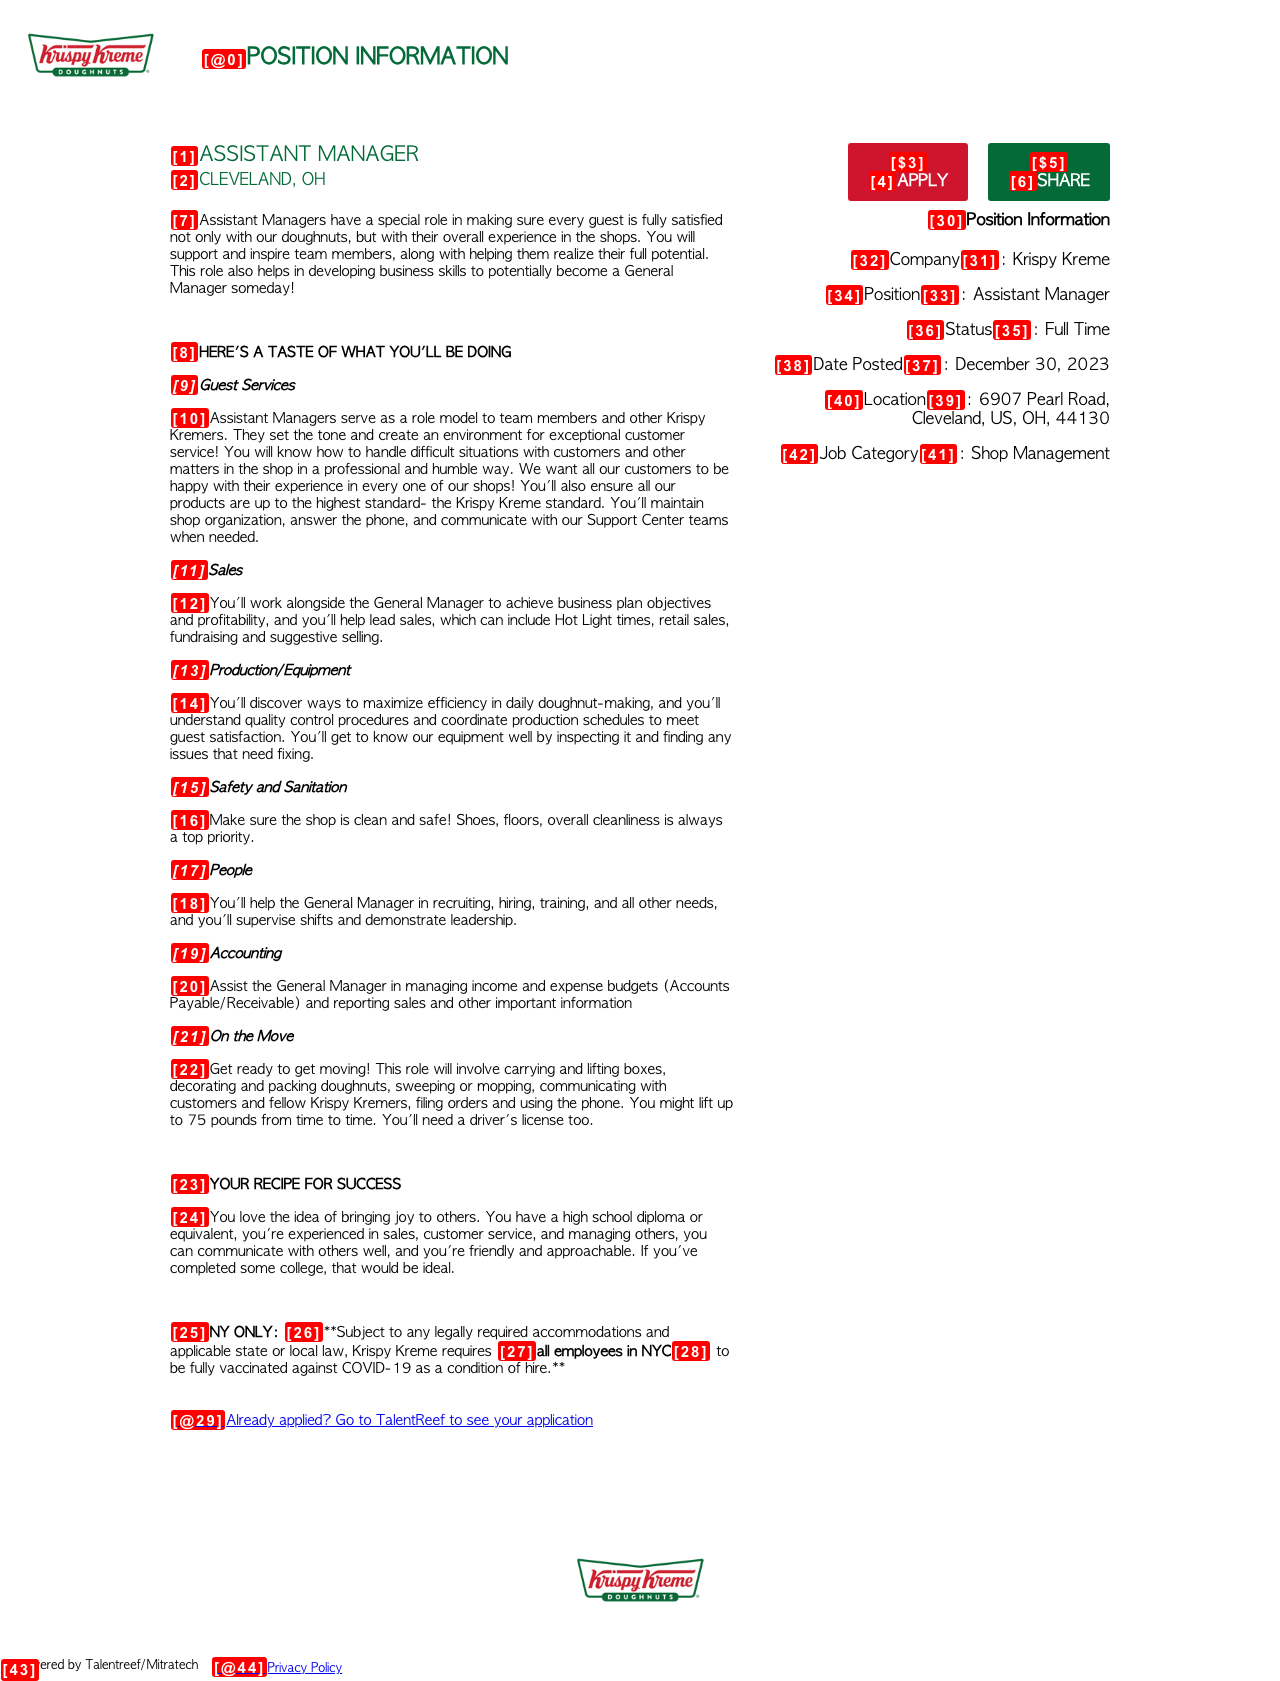 Krispy Kreme
DOUGHNUTS
[@0]POSITION INFORMATION
[1]ASSISTANT MANAGER
[2]CLEVELAND, OH
[$3]
[4] APPLY
[$5]
[6]SHARE
[7]Assistant Managers have a special role in making sure every guest is fully satisfied
not only with our doughnuts, but with their overall experience in the shops. You will
support and inspire team members, along with helping them realize their full potential.
This role also helps in developing business skills to potentially become a General
Manager someday!
[8]HERE'S A TASTE OF WHAT YOU'LL BE DOING
[9]Guest Services
[10]Assistant Managers serve as a role model to team members and other Krispy
Kremers. They set the tone and create an environment for exceptional customer
service! You will know how to handle difficult situations with customers and other
matters in the shop in a professional and humble way. We want all our customers to be
happy with their experience in every one of our shops! You'll also ensure all our
products are up to the highest standard- the Krispy Kreme standard. You'll maintain
shop organization, answer the phone, and communicate with our Support Center teams
when needed.
[11]Sales
[12]You'll work alongside the General Manager to achieve business plan objectives
and profitability, and you'll help lead sales, which can include Hot Light times, retail sales,
fundraising and suggestive selling.
[13]Production/Equipment
[14]You'll discover ways to maximize efficiency in daily doughnut-making, and you'll
understand quality control procedures and coordinate production schedules to meet
guest satisfaction. You'll get to know our equipment well by inspecting it and finding any
issues that need fixing.
[15]Safety and Sanitation
[16]Make sure the shop is clean and safe! Shoes, floors, overall cleanliness is always
a top priority.
[17]People
[18]You'll help the General Manager in recruiting, hiring, training, and all other needs,
and you'll supervise shifts and demonstrate leadership.
[19]Accounting
[20]Assist the General Manager in managing income and expense budgets (Accounts
Payable/Receivable) and reporting sales and other important information
[21]On the Move
[22]Get ready to get moving! This role will involve carrying and lifting boxes,
decorating and packing doughnuts, sweeping or mopping, communicating with
customers and fellow Krispy Kremers, filing orders and using the phone. You might lift up
to 75 pounds from time to time. You'll need a driver's license too.
[23]YOUR RECIPE FOR SUCCESS
[24]You love the idea of bringing joy to others. You have a high school diploma or
equivalent, you're experienced in sales, customer service, and managing others, you
can communicate with others well, and you're friendly and approachable. If you've
completed some college, that would be ideal.
[25]NY ONLY: [26]**Subject to any legally required accommodations and
applicable state or local law, Krispy Kreme requires [27]all employees in NYC[28] to
be fully vaccinated against COVID-19 as a condition of hire.**
[@29]Already applied? Go to TalentReef to see your application
[30]Position Information
[32]Company[31]: Krispy Kreme
[34]Position[33]: Assistant Manager
[36]Status[35]: Full Time
[38]Date Posted[37]: December 30, 2023
[40]Location[39]: 6907 Pearl Road,
Cleveland, US, OH, 44130
[42]Job Category[41]: Shop Management
Krispy Kreme
DOUGHNUTS
[43]ered by Talentreef/Mitratech [@44]Privacy Policy